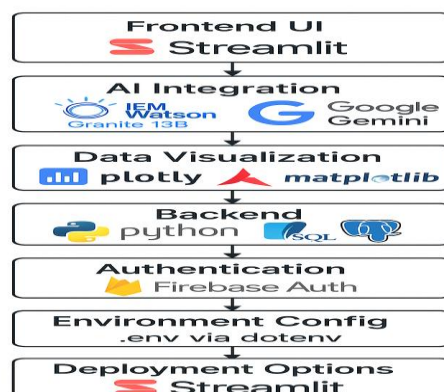 Frontend UI
Streamlit
AI Integration
IEM Watson Granite 13B
Google Gemini
Data Visualization
plotly matplotlib
Backend
python SQL
Authentication
Firebase Auth
Environment Config
.env via dotenv
Deployment Options
Streamlit